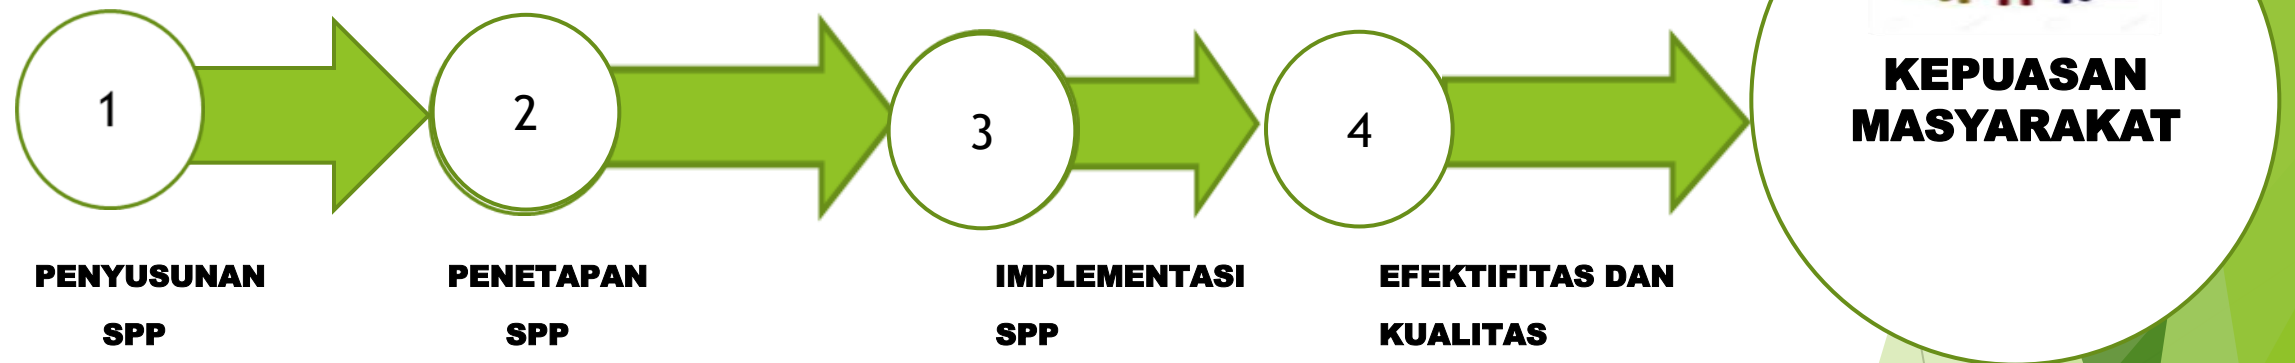 1
2
3
4
KEPUASAN
MASYARAKAT
PENYUSUNAN
SPP
PENETAPAN
SPP
IMPLEMENTASI
SPP
EFEKTIFITAS DAN
KUALITAS